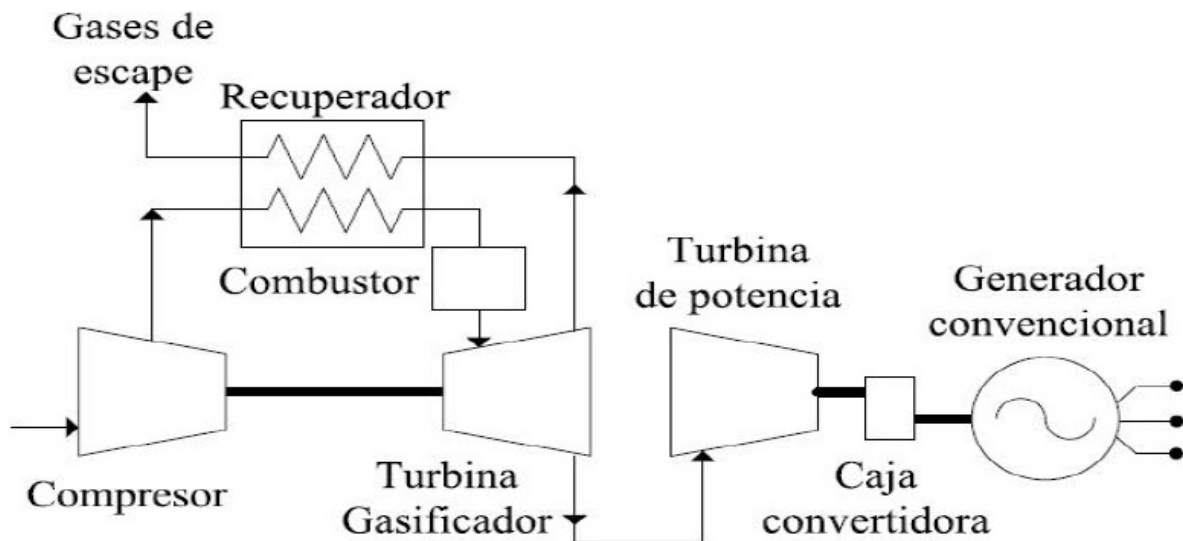 Gases de
escape
Recuperador
Combustor
Turbina
de potencia
Generador
convencional
Compresor
Turbina
Gasificador
Caja
convertidora